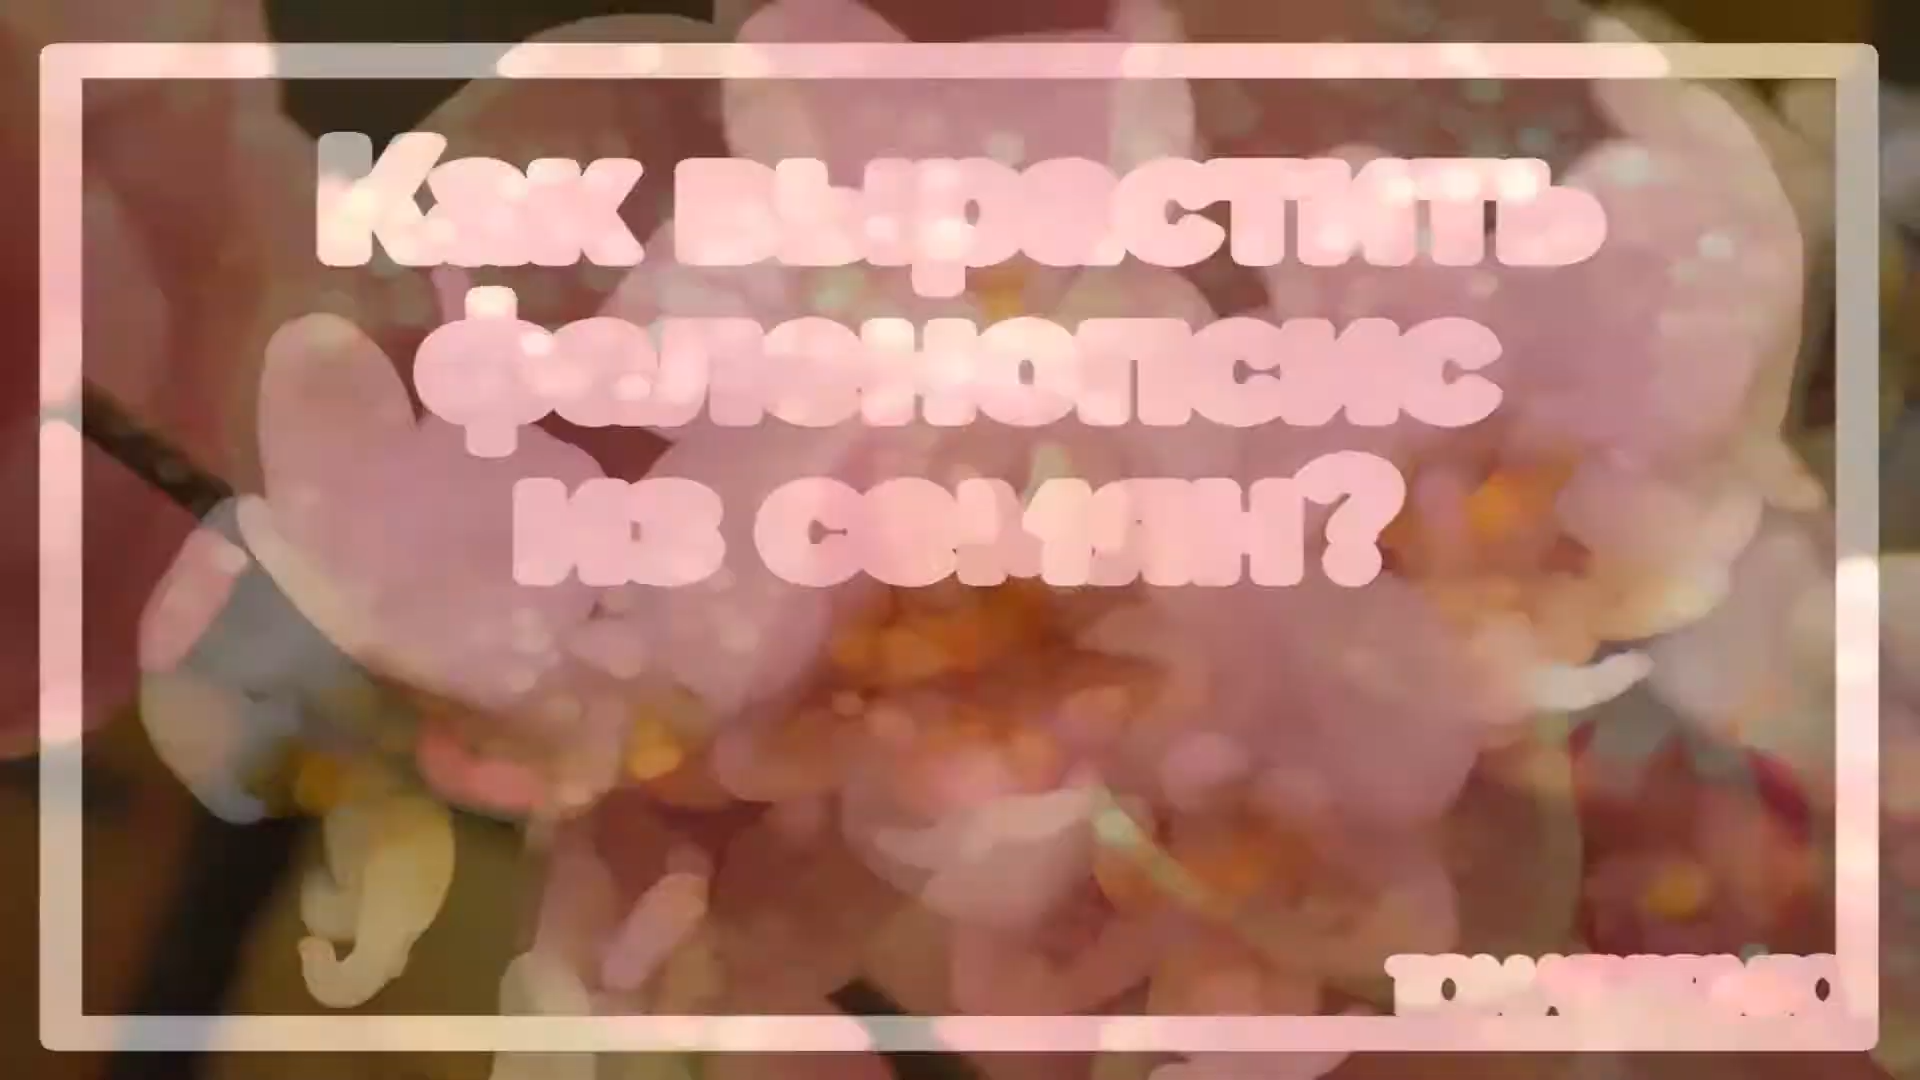 Как вырастить
фаленопсис
из семян?